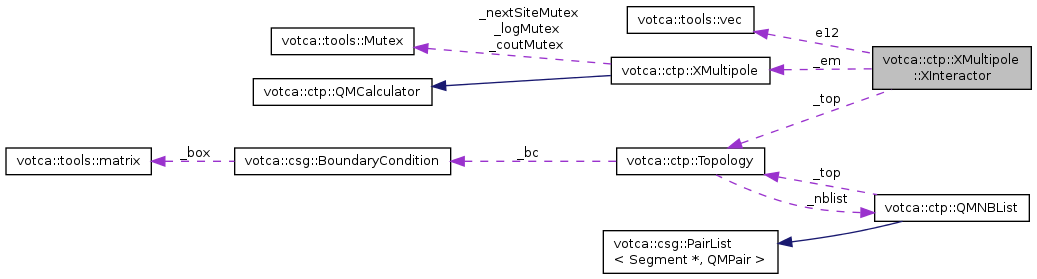 _nextSiteMutex
_logMutex
_coutMutex
votca::tools::Mutex
votca::tools::vec
e12
votca::ctp::XMultipole
::XInteractor
_em
votca::ctp::XMultipole
votca::ctp::QMCalculator
_top
votca::tools::matrix
_box
votca::csg::BoundaryCondition
_bc
votca::ctp::Topology
_top
_nblist
votca::ctp::QMNBList
votca::csg::PairList
< Segment *, QMPair >